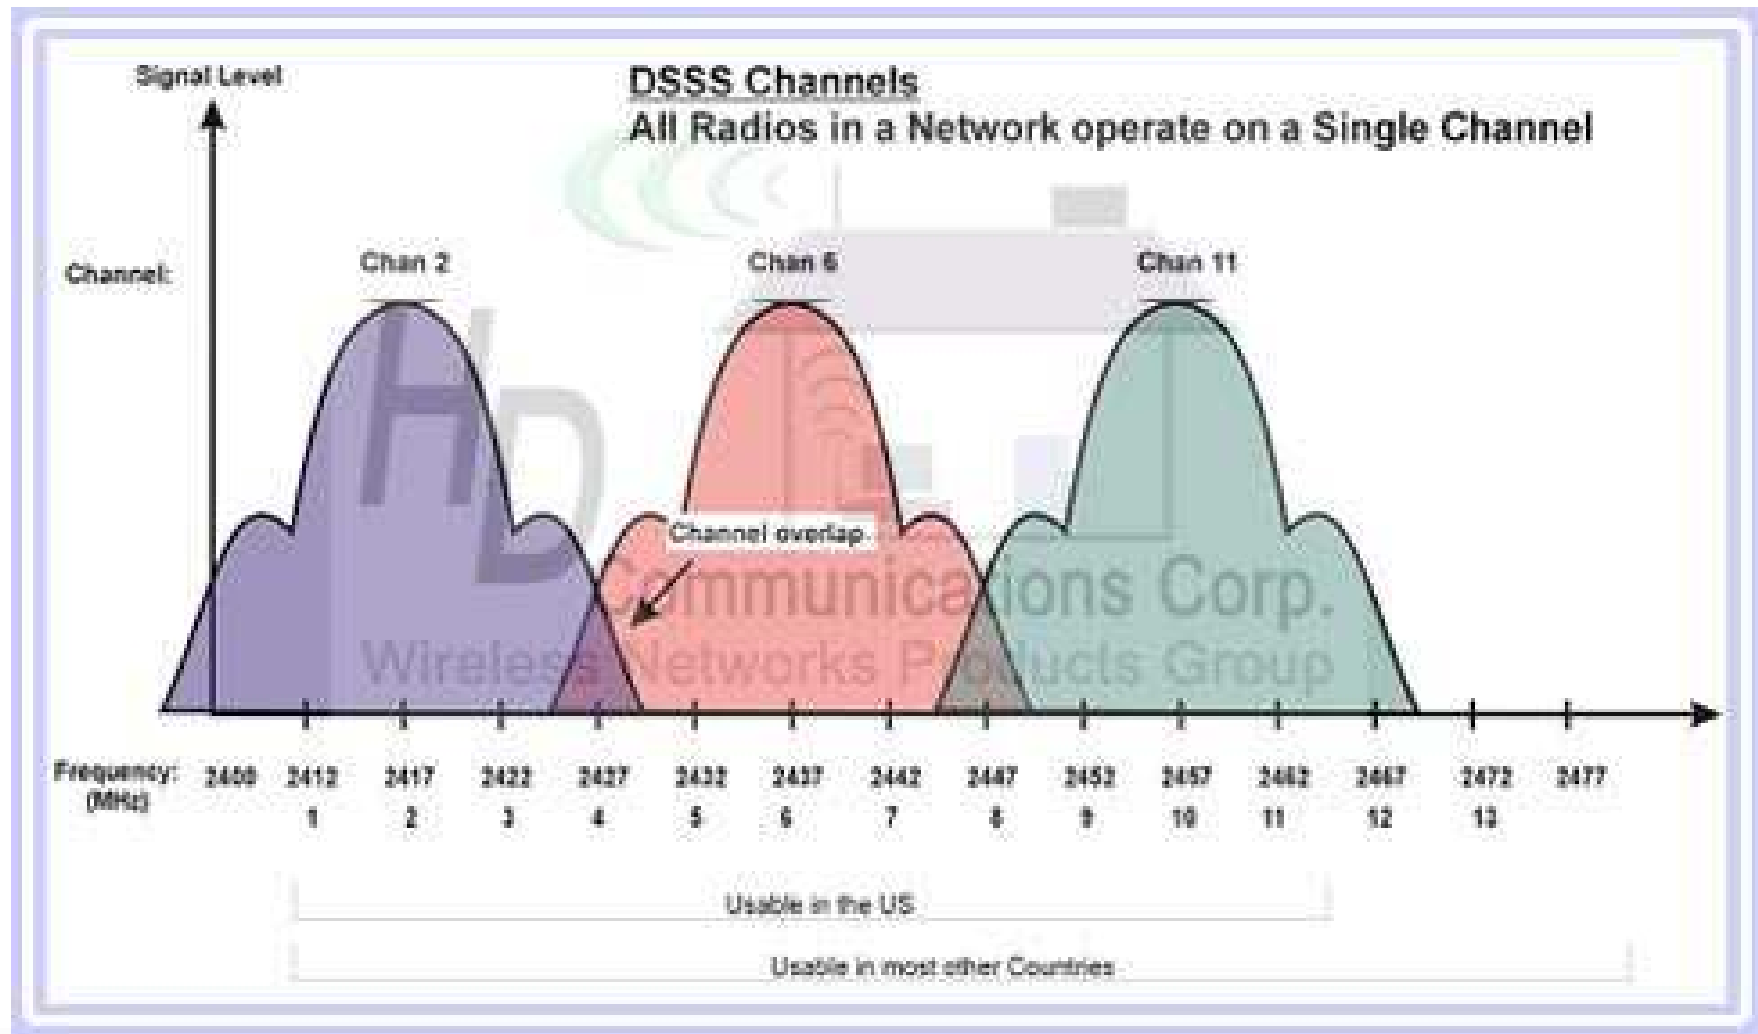 Signal Level
DSSS Channels
All Radios in a Network operate on a Single Channel
Channel:
Chan 2
Chan 6
Chan 11
HD
Channel overlap
Communications Corp.
Wireless Networks Products Group
Frequency: 2400 2412 2417 2422 2427 2432 2437 2442 2447 2452 2457 2462 2467 2472 2477
(MHz) 1 2 3 4 5 6 7 8 9 10 11 12 13
Usable in the US
Usable in most other Countries